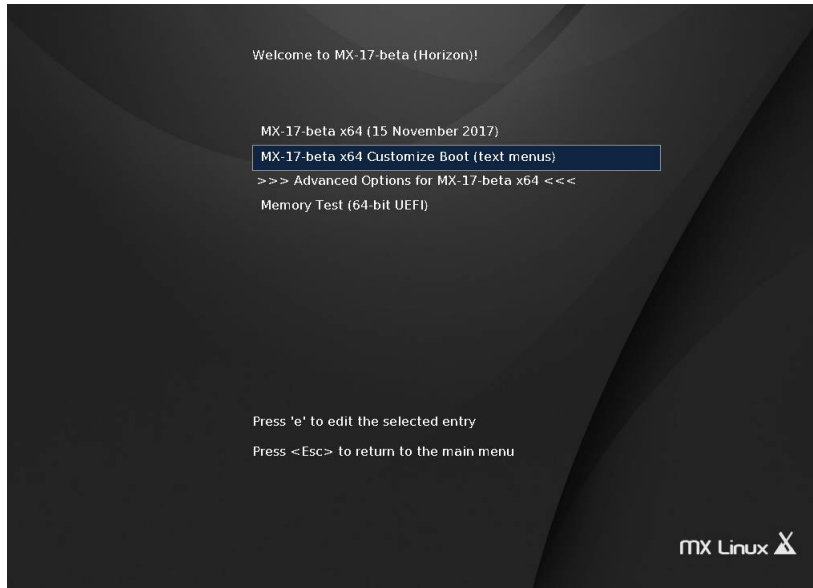 Welcome to MX-17-beta (Horizon)!
MX-17-beta x64 (15 November 2017)
MX-17-beta x64 Customize Boot (text menus)
>>> Advanced Options for MX-17-beta x64 <<<
Memory Test (64-bit UEFI)
Press 'e' to edit the selected entry
Press <Esc> to return to the main menu
MX Linux